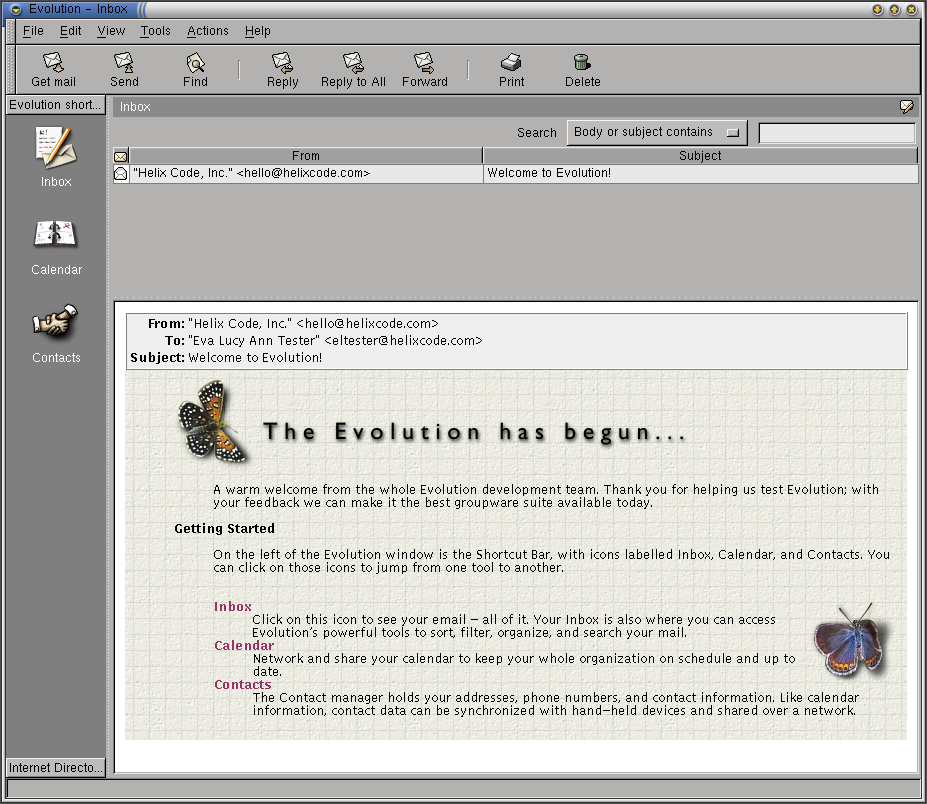 Evolution - Inbox
File Edit View Tools Actions Help
Get mail Send Find Reply Reply to All Forward Print Delete
Evolution short...
Inbox
Calendar
Contacts
Internet Directo...
Inbox
Search Body or subject contains
From Subject
"Helix Code, Inc." <hello@helixcode.com> Welcome to Evolution!
From: "Helix Code, Inc." <hello@helixcode.com>
To: "Eva Lucy Ann Tester" <eltester@helixcode.com>
Subject: Welcome to Evolution!
The Evolution has begun...
A warm welcome from the whole Evolution development team. Thank you for helping us test Evolution; with
your feedback we can make it the best groupware suite available today.
Getting Started
On the left of the Evolution window is the Shortcut Bar, with icons labelled Inbox, Calendar, and Contacts. You
can click on those icons to jump from one tool to another.
Inbox
Click on this icon to see your email – all of it. Your Inbox is also where you can access
Evolution's powerful tools to sort, filter, organize, and search your mail.
Calendar
Network and share your calendar to keep your whole organization on schedule and up to
date.
Contacts
The Contact manager holds your addresses, phone numbers, and contact information. Like calendar
information, contact data can be synchronized with hand–held devices and shared over a network.